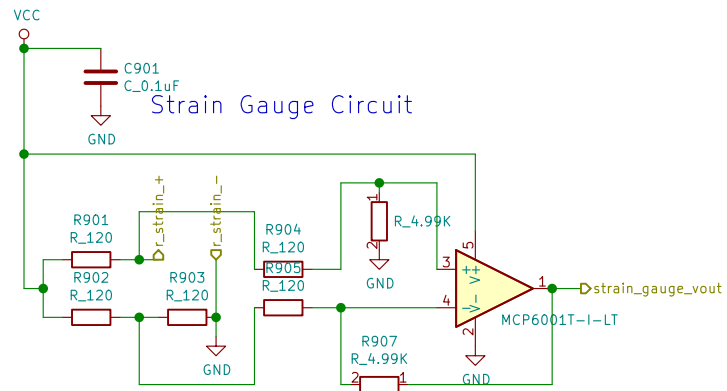 VCC
C901
C_0.1uF
GND
Strain Gauge Circuit
r_strain_+
r_strain_-
R901
R_120
R902
R_120
R903
R_120
GND
R904
R_120
R905
R_120
1
2
R_4.99K
GND
3
4
5
2
1
V+
V-
+
-
MCP6001T-I-LT
GND
strain_gauge_vout
R907
R_4.99K
2
1